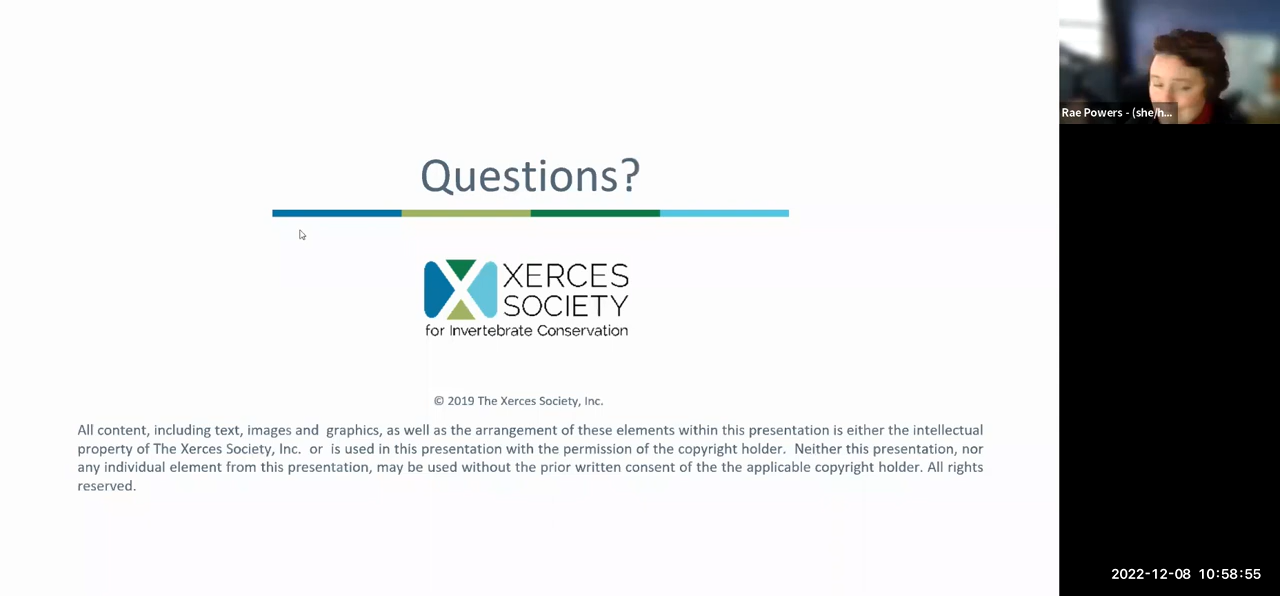 Questions?
XERCES
SOCIETY
for Invertebrate Conservation
© 2019 The Xerces Society, Inc.
All content, including text, images and graphics, as well as the arrangement of these elements within this presentation is either the intellectual
property of The Xerces Society, Inc. or is used in this presentation with the permission of the copyright holder. Neither this presentation, nor
any individual element from this presentation, may be used without the prior written consent of the the applicable copyright holder. All rights
reserved.
Rae Powers - (she/h...
2022-12-08 10:58:55